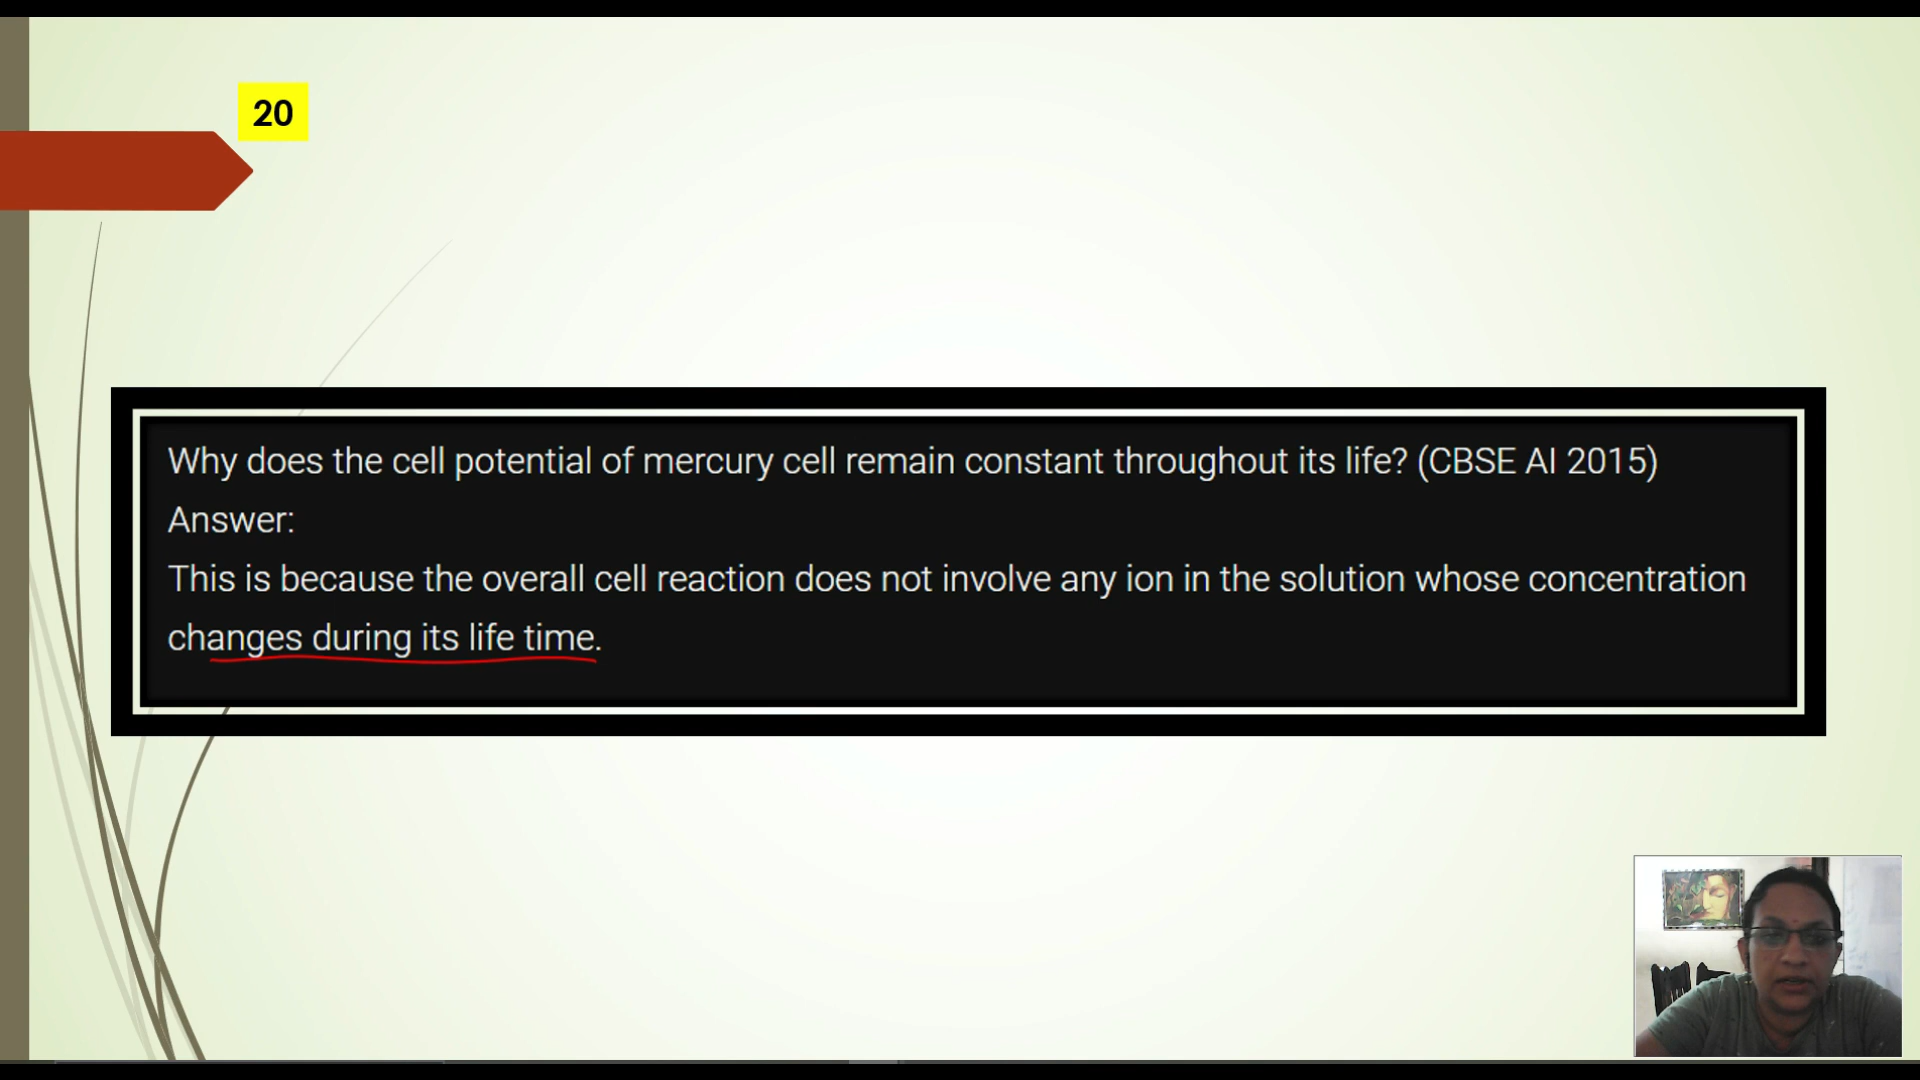 20
Why does the cell potential of mercury cell remain constant throughout its life? (CBSE AI 2015)
Answer:
This is because the overall cell reaction does not involve any ion in the solution whose concentration
changes during its life time.